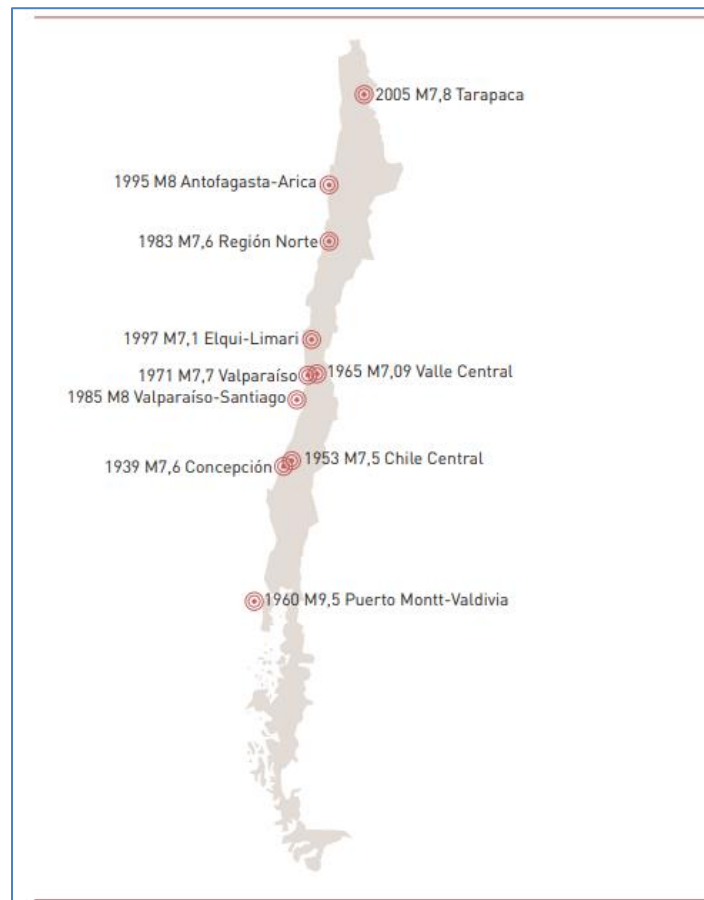 2005 M7,8 Tarapaca
1995 M8 Antofagasta-Arica
1983 M7,6 Región Norte
1997 M7,1 Elqui-Limari
1971 M7,7 Valparaíso
1965 M7,09 Valle Central
1985 M8 Valparaíso-Santiago
1953 M7,5 Chile Central
1939 M7,6 Concepción
1960 M9,5 Puerto Montt-Valdivia